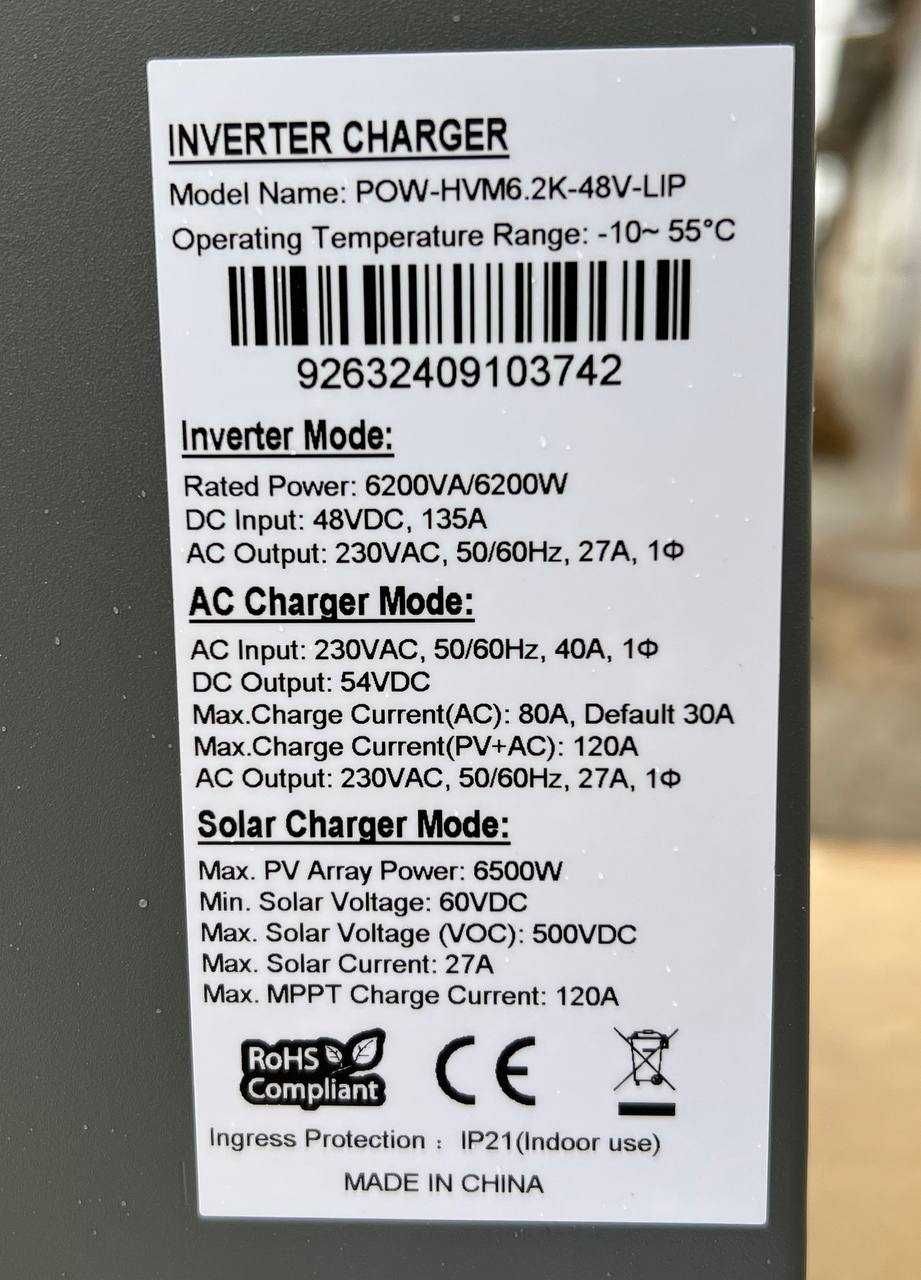 INVERTER CHARGER
Model Name: POW-HVM6.2K-48V-LIP
Operating Temperature Range: -10~ 55°C
92632409103742
Inverter Mode:
Rated Power: 6200VA/6200W
DC Input: 48VDC, 135A
AC Output: 230VAC, 50/60Hz, 27A, 1Φ
AC Charger Mode:
AC Input: 230VAC, 50/60Hz, 40A, 1Φ
DC Output: 54VDC
Max.Charge Current(AC): 80A, Default 30A
Max.Charge Current(PV+AC): 120A
AC Output: 230VAC, 50/60Hz, 27A, 1Φ
Solar Charger Mode:
Max. PV Array Power: 6500W
Min. Solar Voltage: 60VDC
Max. Solar Voltage (VOC): 500VDC
Max. Solar Current: 27A
Max. MPPT Charge Current: 120A
RoHS
Compliant
CE
Ingress Protection : IP21(Indoor use)
MADE IN CHINA